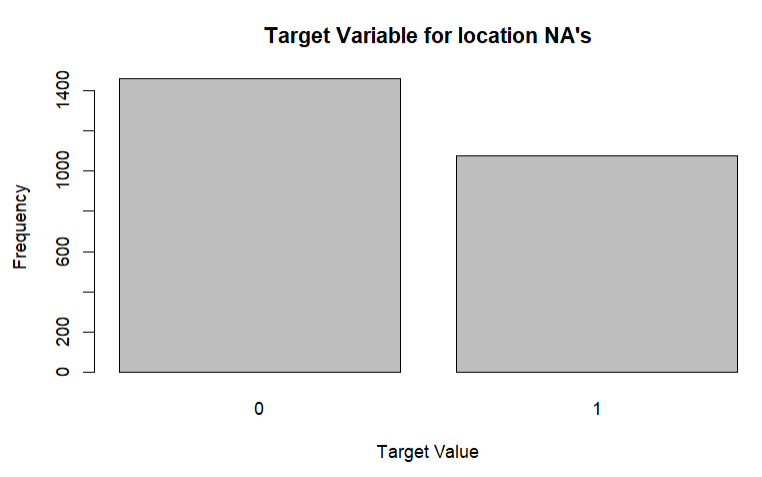 Target Variable for location NA's
Frequency
1400
1000
600
200
0
0 1
Target Value